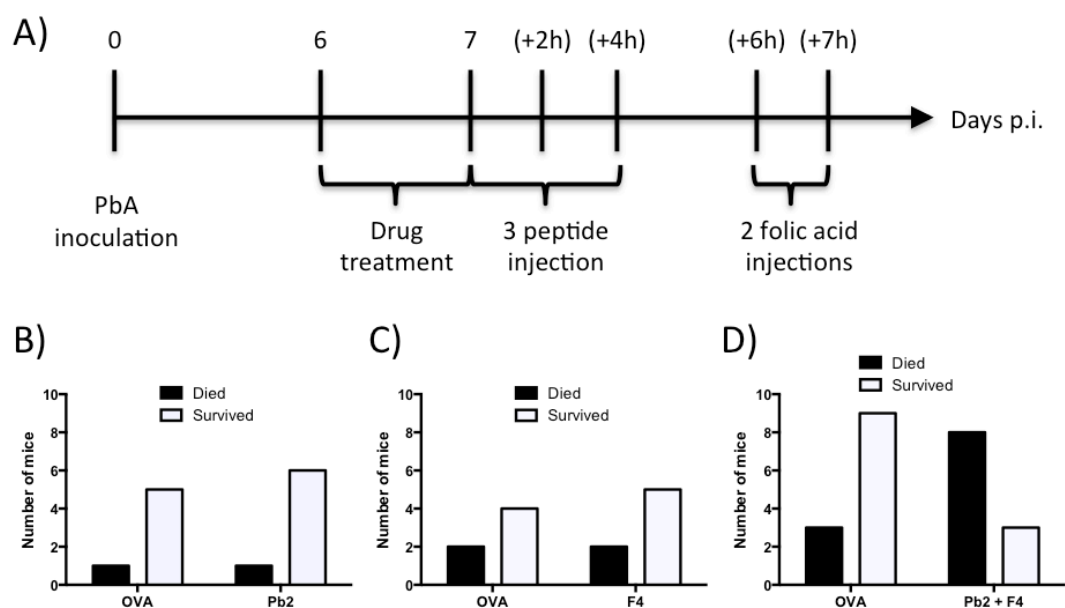 A)
0 6 7 (+2h) (+4h) (+6h) (+7h)
Days p.i.
PbA
inoculation
Drug
treatment
3 peptide
injection
2 folic acid
injections
B)
Died
Survived
Number of mice
10
8
6
4
2
0
OVA Pb2
C)
Died
Survived
Number of mice
10
8
6
4
2
0
OVA F4
D)
Died
Survived
Number of mice
10
8
6
4
2
0
OVA Pb2 + F4